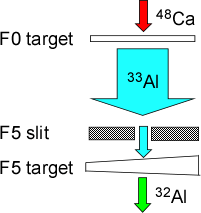 ⁴⁸Ca
F0 target
³³Al
F5 slit
F5 target
³²Al